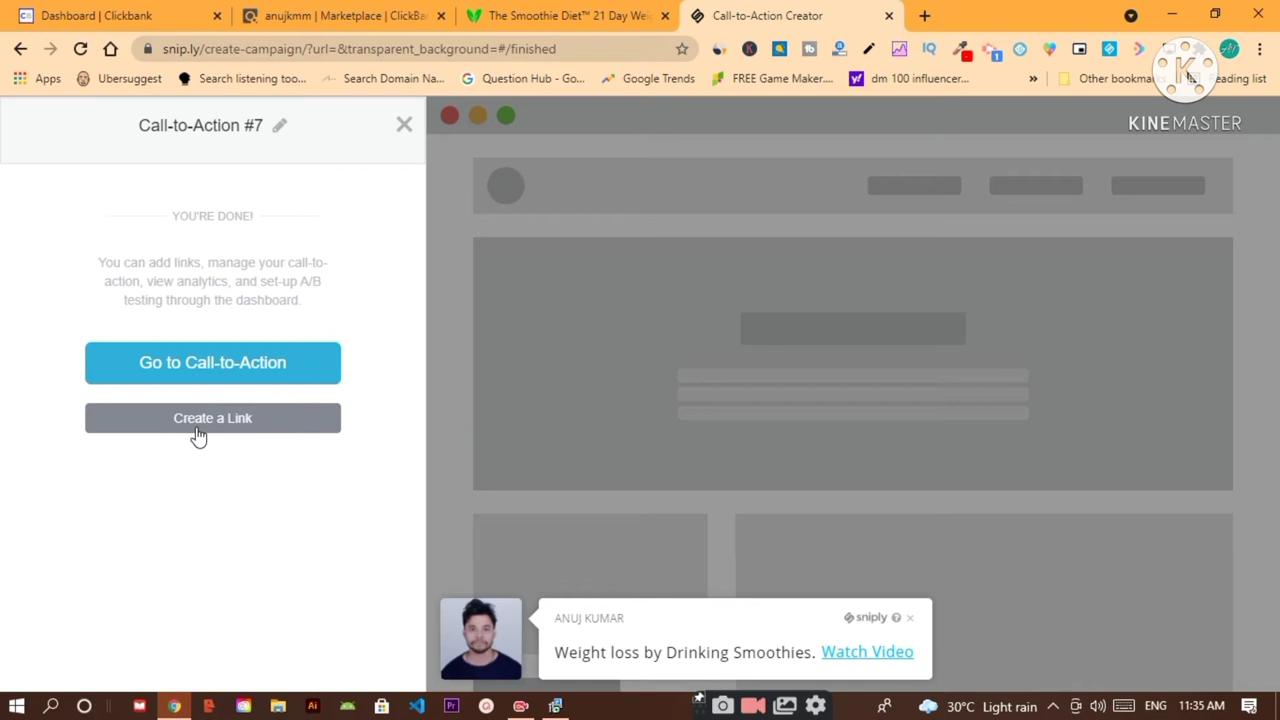 Dashboard | Clickbank
anujkmm | Marketplace | ClickBa
The Smoothie Diet™ 21 Day Wei
Call-to-Action Creator
snip.ly/create-campaign/?url=&transparent_background=#/finished
Apps
Ubersuggest
Search listening too...
Search Domain Na...
Question Hub - Go...
Google Trends
FREE Game Maker....
dm 100 influencer...
»
Other bookmarks
Reading list
K
KINEMASTER
Call-to-Action #7
YOU'RE DONE!
You can add links, manage your call-to-
action, view analytics, and set-up A/B
testing through the dashboard.
Go to Call-to-Action
Create a Link
ANUJ KUMAR
sniply
Weight loss by Drinking Smoothies. Watch Video
30°C Light rain
ENG
11:35 AM